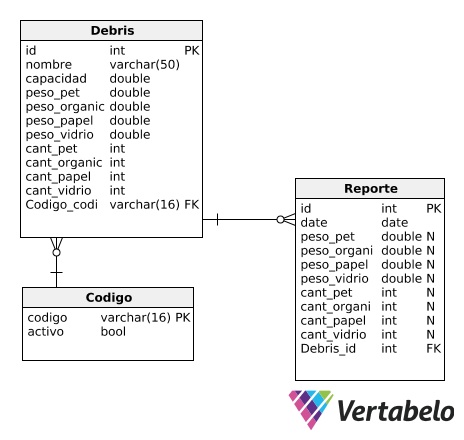 Debris
id int PK
nombre varchar(50)
capacidad double
peso_pet double
peso_organic double
peso_papel double
peso_vidrio double
cant_pet int
cant_organic int
cant_papel int
cant_vidrio int
Codigo_codi varchar(16) FK
Reporte
id int PK
date date
peso_pet double N
peso_organi double N
peso_papel double N
peso_vidrio double N
cant_pet int N
cant_organi int N
cant_papel int N
cant_vidrio int N
Debris_id int FK
Codigo
codigo varchar(16) PK
activo bool
Vertabelo